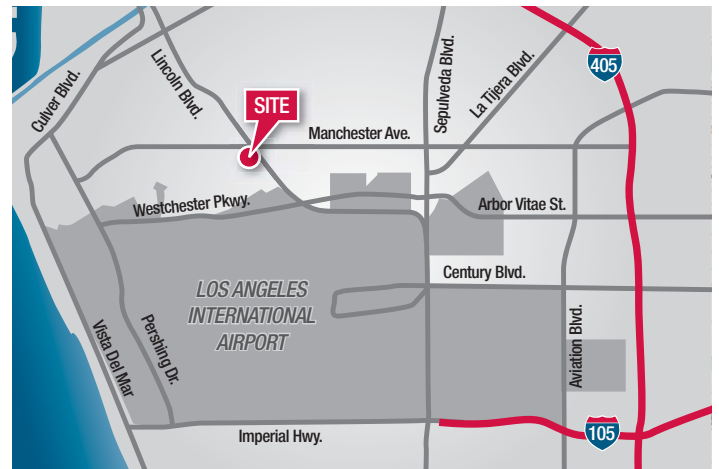 Culver Blvd.
Lincoln Blvd.
Sepulveda Blvd.
La Tijera Blvd.
405
SITE
Manchester Ave.
Westchester Pkwy.
Arbor Vitae St.
Century Blvd.
LOS ANGELES
INTERNATIONAL
AIRPORT
Vista Del Mar
Pershing Dr.
Aviation Blvd.
Imperial Hwy.
105